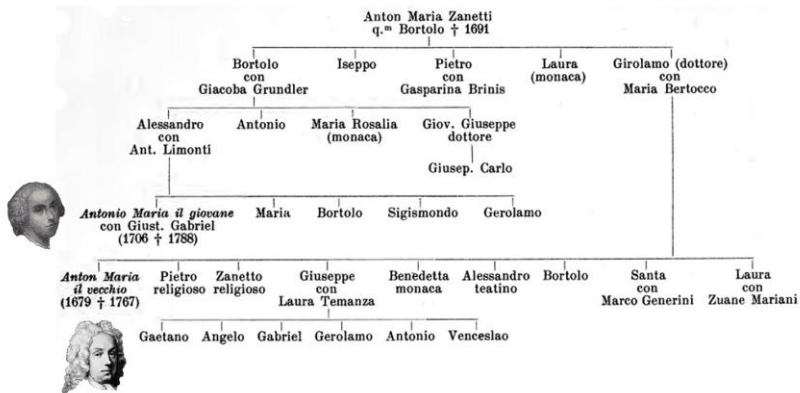 Anton Maria Zanetti
q.m Bortolo † 1691
Bortolo Iseppo Pietro Laura Girolamo (dottore)
con con (monaca) con
Giacoba Grundler Gasparina Brinis Maria Bertocco
Alessandro Antonio Maria Rosalia Giov. Giuseppe
con (monaca) dottore
Ant. Limonti
Giusep. Carlo
Antonio Maria il giovane Maria Bortolo Sigismondo Gerolamo
con Giust. Gabriel
(1706 † 1788)
Anton Maria Pietro Zanetto Giuseppe Benedetta Alessandro Bortolo Santa Laura
il vecchio religioso religioso con monaca teatino con con
(1679 † 1767) Laura Temanza Marco Generini Zuane Mariani
Gaetano Angelo Gabriel Gerolamo Antonio Venceslao